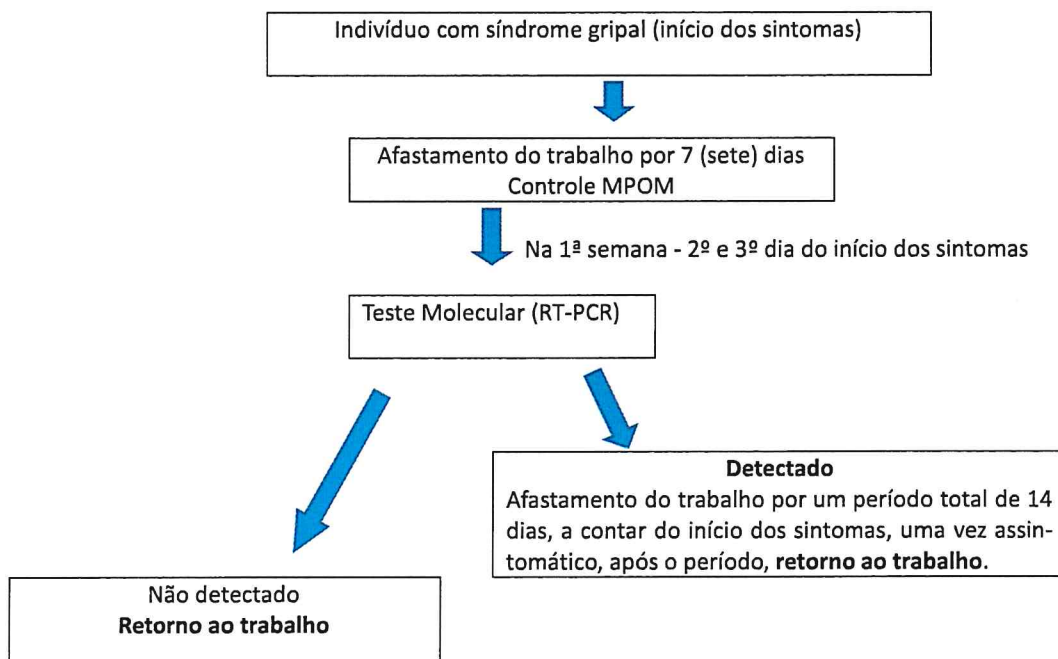 Indivíduo com síndrome gripal (início dos sintomas)
Afastamento do trabalho por 7 (sete) dias
Controle MPOM
Na 1ª semana - 2º e 3º dia do início dos sintomas
Teste Molecular (RT-PCR)
Detectado
Afastamento do trabalho por um período total de 14
dias, a contar do início dos sintomas, uma vez assin-
tomático, após o período, retorno ao trabalho.
Não detectado
Retorno ao trabalho